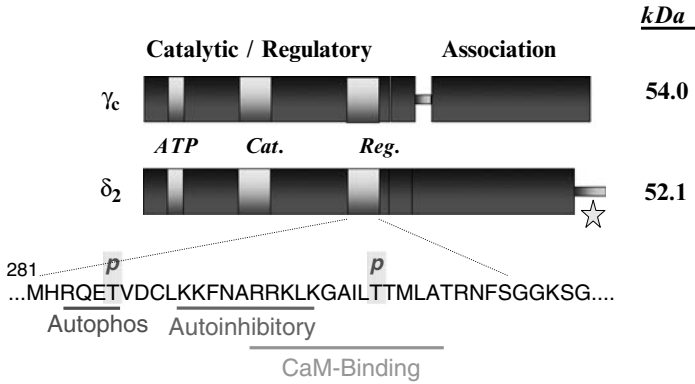 kDa
Catalytic / Regulatory Association
γc 54.0
ATP Cat. Reg.
δ2 52.1
281 p p
...MHRQETVDCLKKFNARRKLKGAILTTMLATRNFSGGKSG....
Autophos Autoinhibitory
CaM-Binding